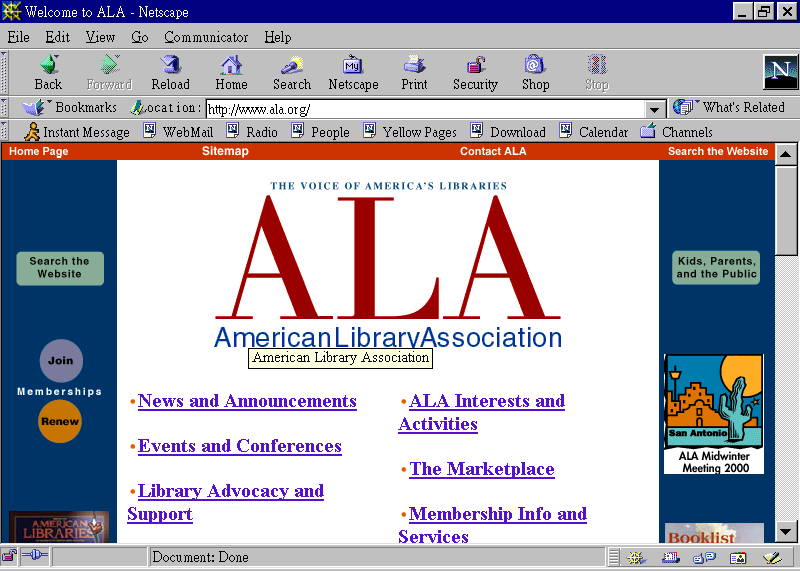 Welcome to ALA - Netscape
File Edit View Go Communicator Help
Back Forward Reload Home Search Netscape Print Security Shop Stop
My
N
Bookmarks Location: http://www.ala.org/ What's Related
Instant Message WebMail Radio People Yellow Pages Download Calendar Channels
Home Page Sitemap Contact ALA Search the Website
THE VOICE OF AMERICA'S LIBRARIES
ALA
American Library Association
American Library Association
Search the
Website
Join
Memberships
Renew
AMERICAN
LIBRARIES
•News and Announcements
•Events and Conferences
•Library Advocacy and
Support
•ALA Interests and
Activities
•The Marketplace
•Membership Info and
Services
Kids, Parents,
and the Public
San Antonio
ALA Midwinter
Meeting 2000
Booklist
Document: Done